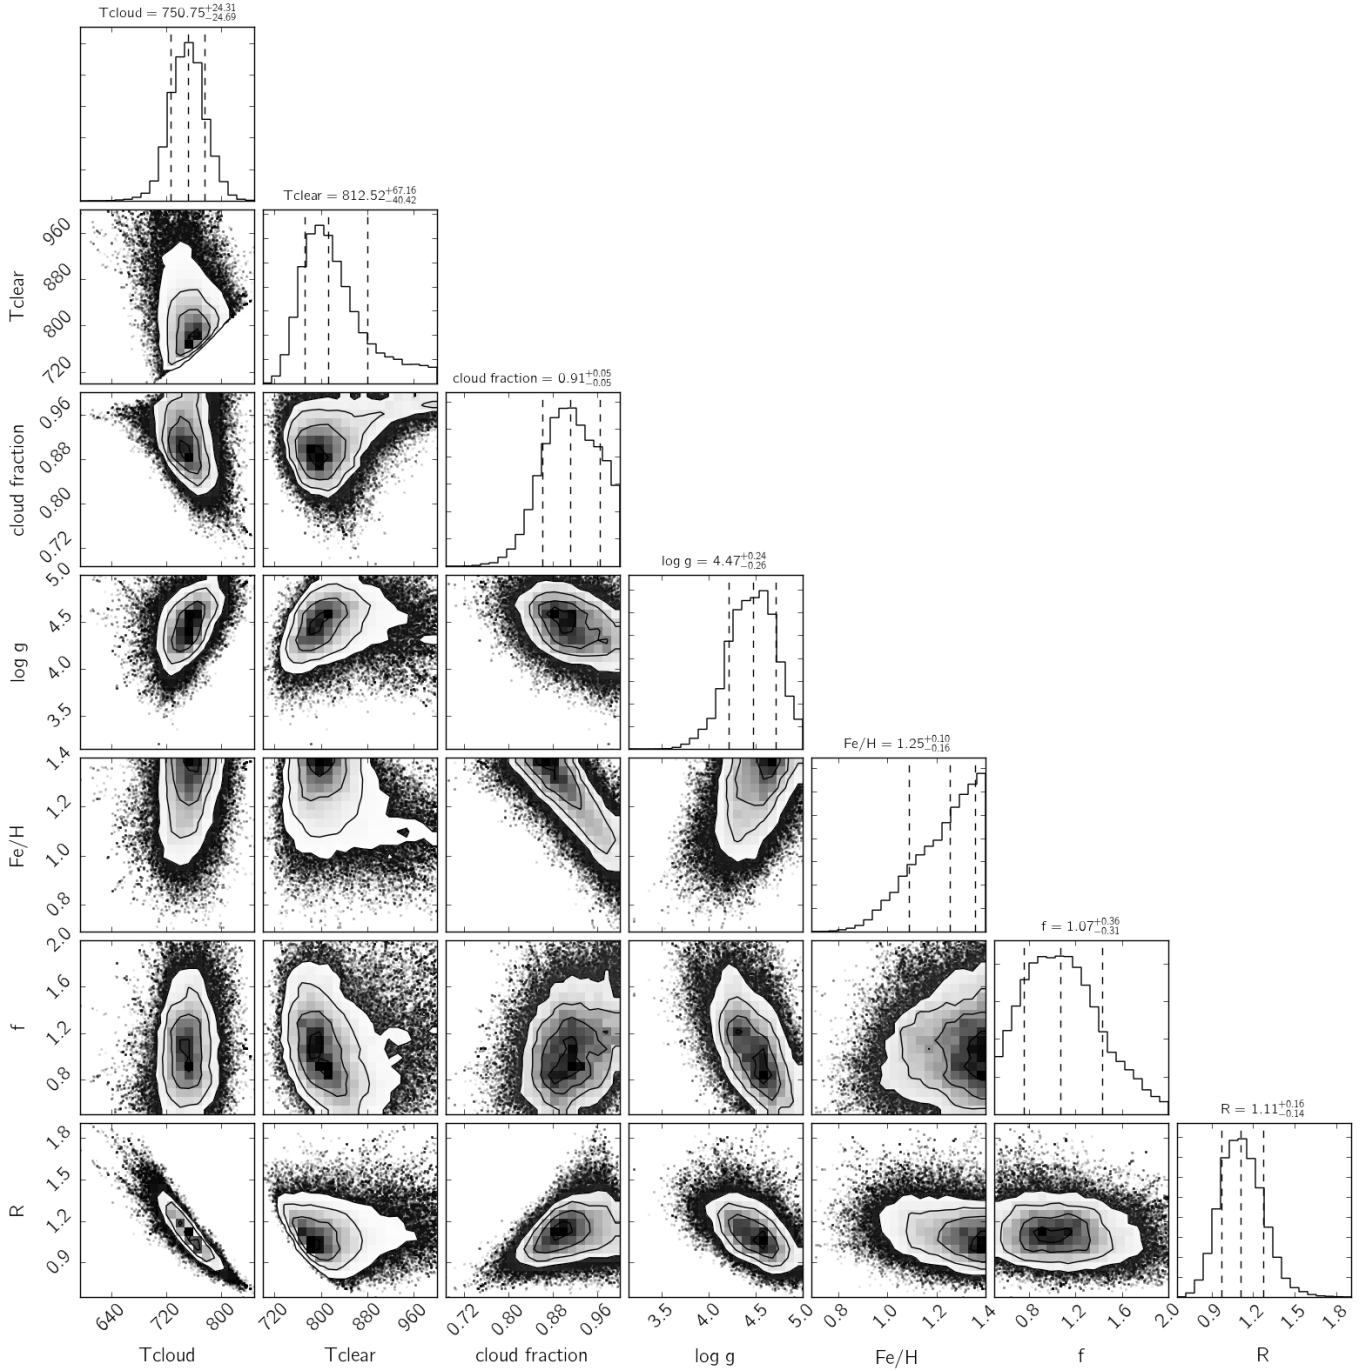 Tcloud = 750.75+24.31−24.69
Tclear = 812.52+67.16−40.42
960
880
800
720
Tclear
cloud fraction = 0.91+0.05−0.05
0.96
0.88
0.80
0.72
cloud fraction
log g = 4.47+0.24−0.26
5.0
4.5
4.0
3.5
log g
Fe/H = 1.25+0.10−0.16
1.4
1.2
1.0
0.8
Fe/H
f = 1.07+0.36−0.31
2.0
1.6
1.2
0.8
f
R = 1.11+0.16−0.14
1.8
1.5
1.2
0.9
R
640 720 800
720 800 880 960
0.72 0.80 0.88 0.96
3.5 4.0 4.5 5.0
0.8 1.0 1.2 1.4
0.8 1.2 1.6 2.0
0.9 1.2 1.5 1.8
Tcloud Tclear cloud fraction log g Fe/H f R